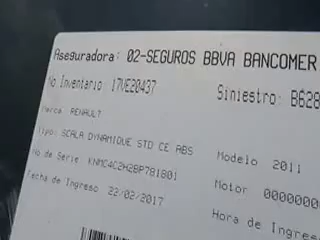 Aseguradora: 02-SEGUROS BBVA BANCOMER
No Inventario: 17VE20437 Siniestro: B628
Marca: RENAULT
Tipo: SCALA DYNAMIQUE STD CE ABS Modelo 2011
No de Serie: KNMC4C2H2BP781801 Motor 00000000
Fecha de Ingreso: 22/02/2017 Hora de Ingres